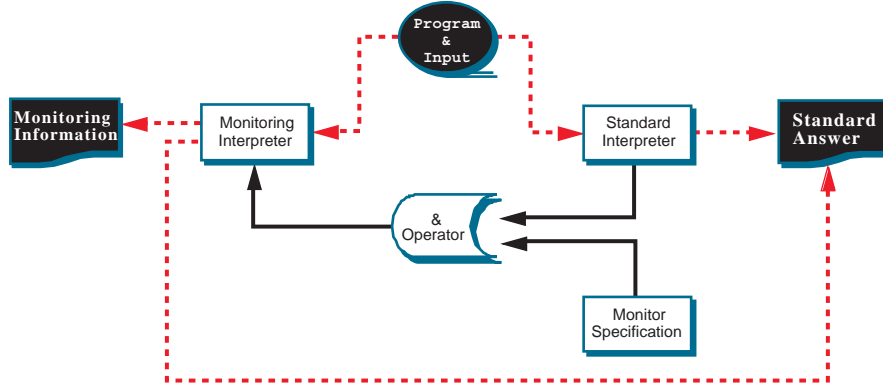 Program
&
Input
Monitoring
Information
Monitoring
Interpreter
Standard
Interpreter
Standard
Answer
&
Operator
Monitor
Specification